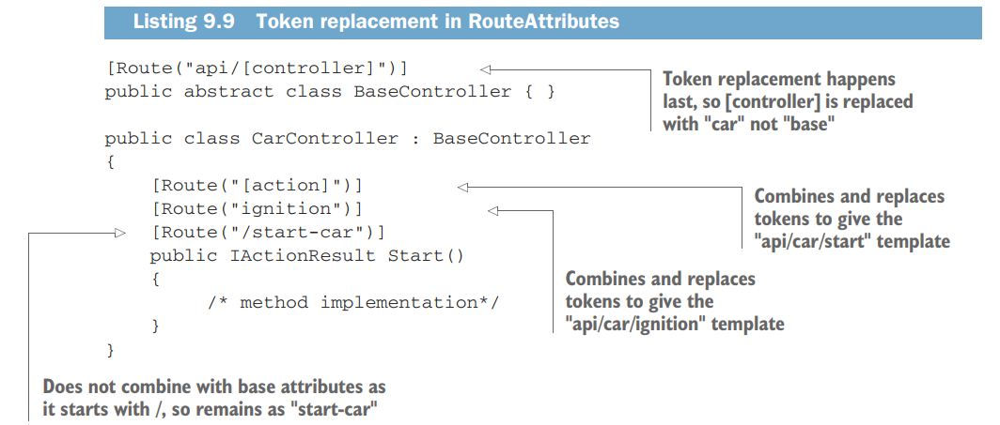 Listing 9.9 Token replacement in RouteAttributes
[Route("api/[controller]")]
public abstract class BaseController { }
Token replacement happens
last, so [controller] is replaced
with "car" not "base"
public class CarController : BaseController
{
[Route("[action]")]
[Route("ignition")]
[Route("/start-car")]
public IActionResult Start()
{
/* method implementation*/
}
}
Combines and replaces
tokens to give the
"api/car/start" template
Combines and replaces
tokens to give the
"api/car/ignition" template
Does not combine with base attributes as
it starts with /, so remains as "start-car"